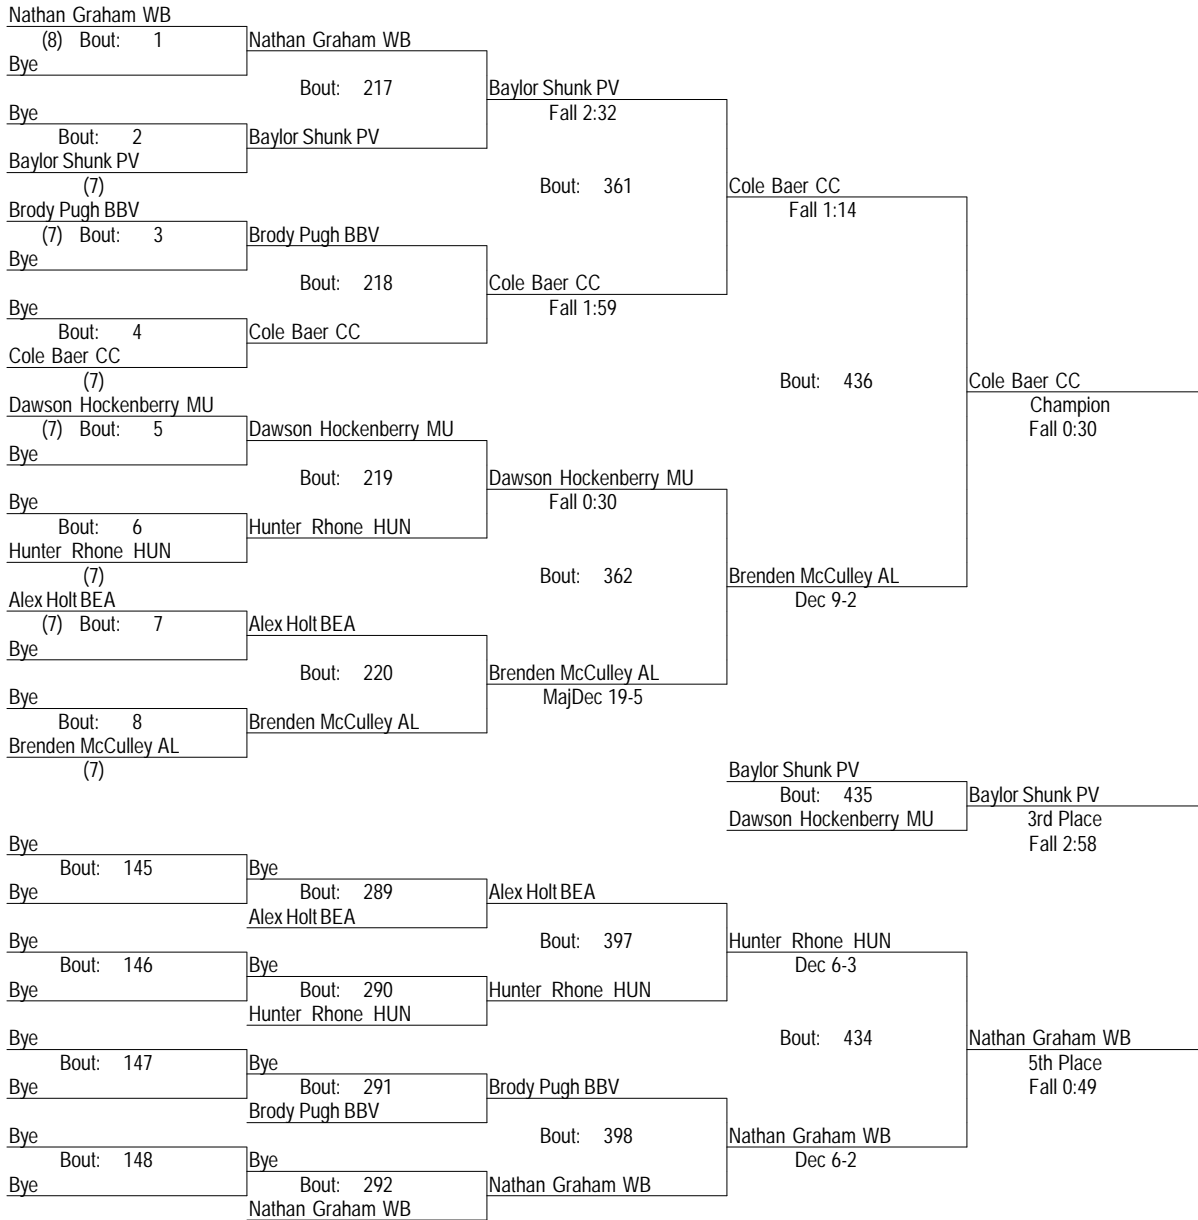 Nathan Graham WB
(8) Bout: 1
Bye
Nathan Graham WB
Bout: 217
Bye
Bout: 2
Baylor Shunk PV
(7)
Baylor Shunk PV
Baylor Shunk PV
Fall 2:32
Bout: 361
Brody Pugh BBV
(7) Bout: 3
Bye
Brody Pugh BBV
Bout: 218
Bye
Bout: 4
Cole Baer CC
(7)
Cole Baer CC
Cole Baer CC
Fall 1:59
Cole Baer CC
Fall 1:14
Bout: 436
Dawson Hockenberry MU
(7) Bout: 5
Bye
Dawson Hockenberry MU
Bout: 219
Bye
Bout: 6
Hunter Rhone HUN
(7)
Hunter Rhone HUN
Dawson Hockenberry MU
Fall 0:30
Bout: 362
Alex Holt BEA
(7) Bout: 7
Bye
Alex Holt BEA
Bout: 220
Bye
Bout: 8
Brenden McCulley AL
(7)
Brenden McCulley AL
Brenden McCulley AL
MajDec 19-5
Brenden McCulley AL
Dec 9-2
Cole Baer CC
Champion
Fall 0:30
Baylor Shunk PV
Bout: 435
Dawson Hockenberry MU
Baylor Shunk PV
3rd Place
Fall 2:58
Bye
Bout: 145
Bye
Bye
Bout: 289
Alex Holt BEA
Alex Holt BEA
Bout: 397
Bye
Bout: 146
Bye
Bye
Bout: 290
Hunter Rhone HUN
Hunter Rhone HUN
Hunter Rhone HUN
Dec 6-3
Bout: 434
Bye
Bout: 147
Bye
Bye
Bout: 291
Brody Pugh BBV
Brody Pugh BBV
Bout: 398
Bye
Bout: 148
Bye
Bye
Bout: 292
Nathan Graham WB
Nathan Graham WB
Nathan Graham WB
Dec 6-2
Nathan Graham WB
5th Place
Fall 0:49